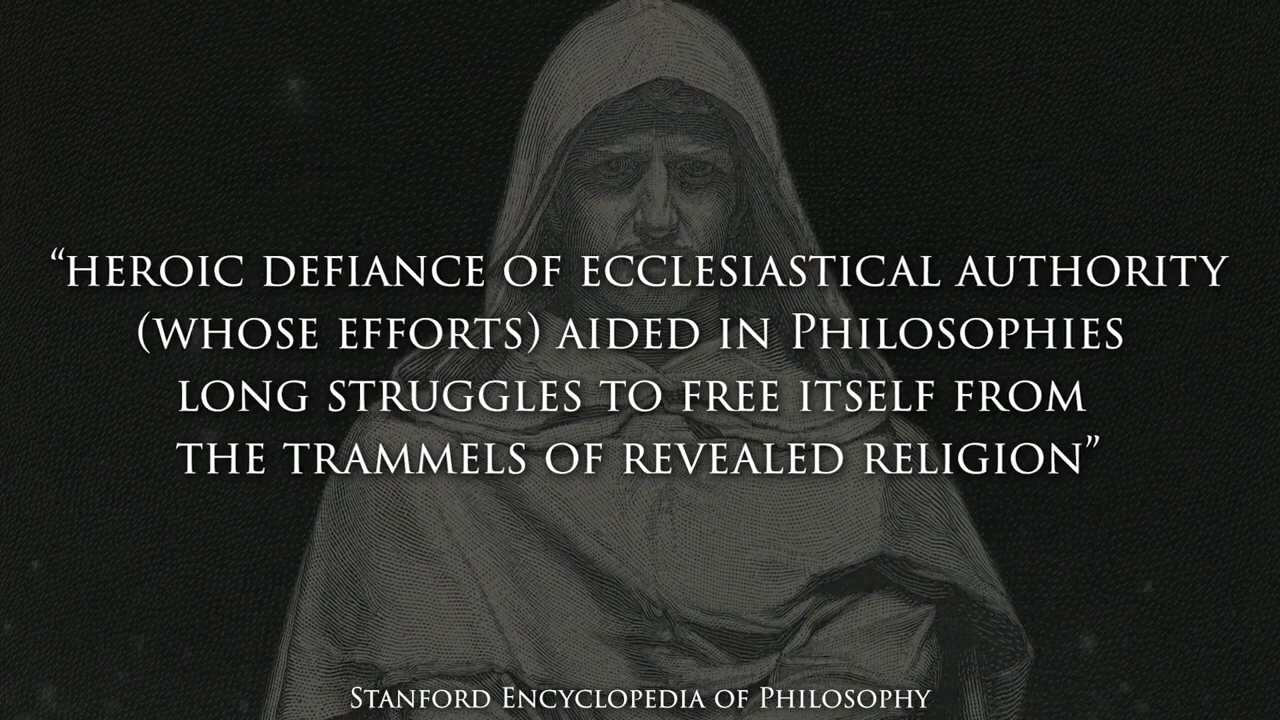 “HEROIC DEFIANCE OF ECCLESIASTICAL AUTHORITY
(WHOSE EFFORTS) AIDED IN PHILOSOPHIES
LONG STRUGGLES TO FREE ITSELF FROM
THE TRAMMELS OF REVEALED RELIGION”
STANFORD ENCYCLOPEDIA OF PHILOSOPHY